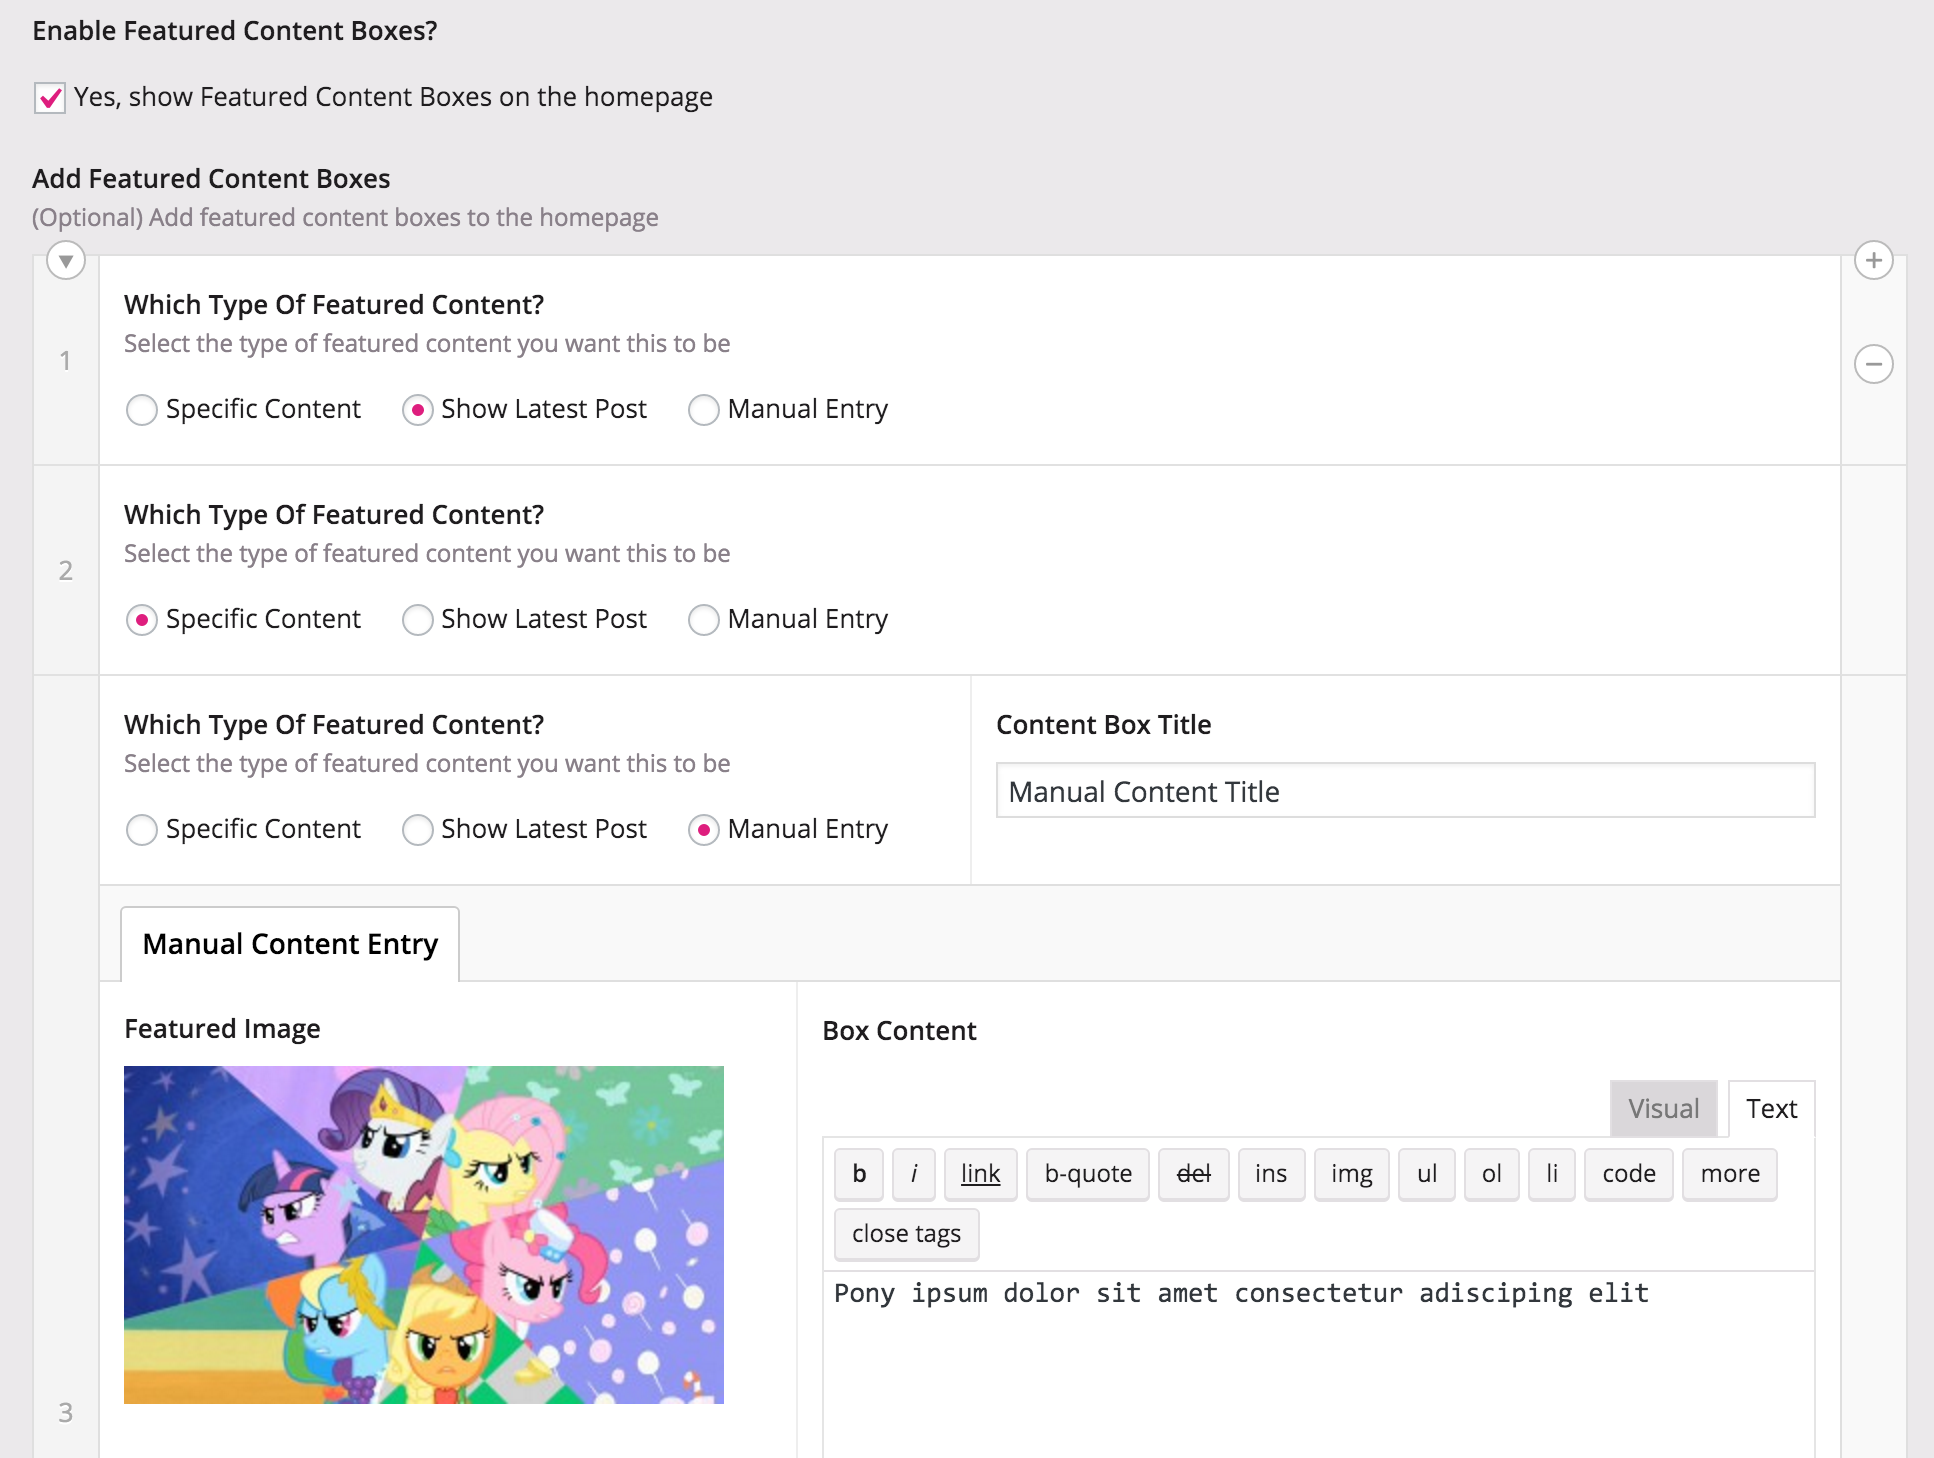 Enable Featured Content Boxes?
Yes, show Featured Content Boxes on the homepage
Add Featured Content Boxes
(Optional) Add featured content boxes to the homepage
1
Which Type Of Featured Content?
Select the type of featured content you want this to be
Specific Content Show Latest Post Manual Entry
2
Which Type Of Featured Content?
Select the type of featured content you want this to be
Specific Content Show Latest Post Manual Entry
3
Which Type Of Featured Content?
Select the type of featured content you want this to be
Specific Content Show Latest Post Manual Entry
Content Box Title
Manual Content Title
Manual Content Entry
Featured Image
Box Content
Visual Text
b i link b-quote del ins img ul ol li code more
close tags
Pony ipsum dolor sit amet consectetur adisciping elit